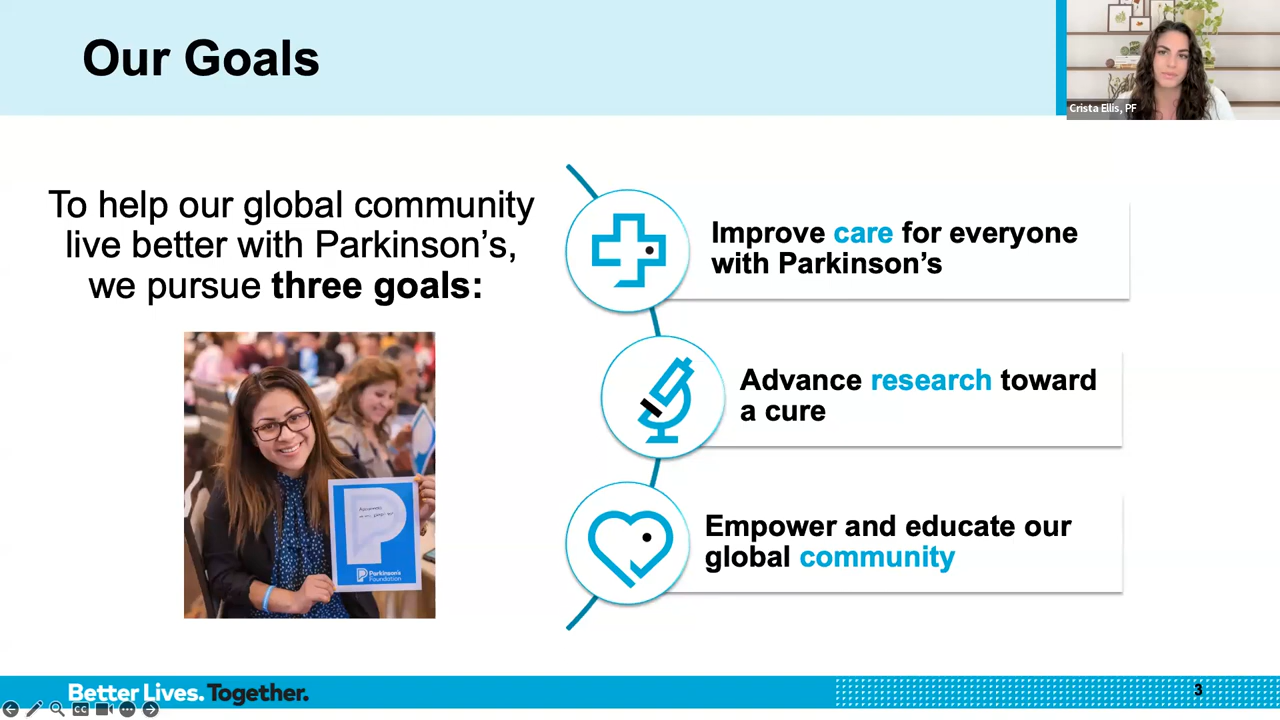 Our Goals
Crista Ellis, PF
To help our global community
live better with Parkinson's,
we pursue three goals:
Improve care for everyone
with Parkinson's
Advance research toward
a cure
Empower and educate our
global community
Parkinson's
Foundation
Better Lives. Together.
3
CC